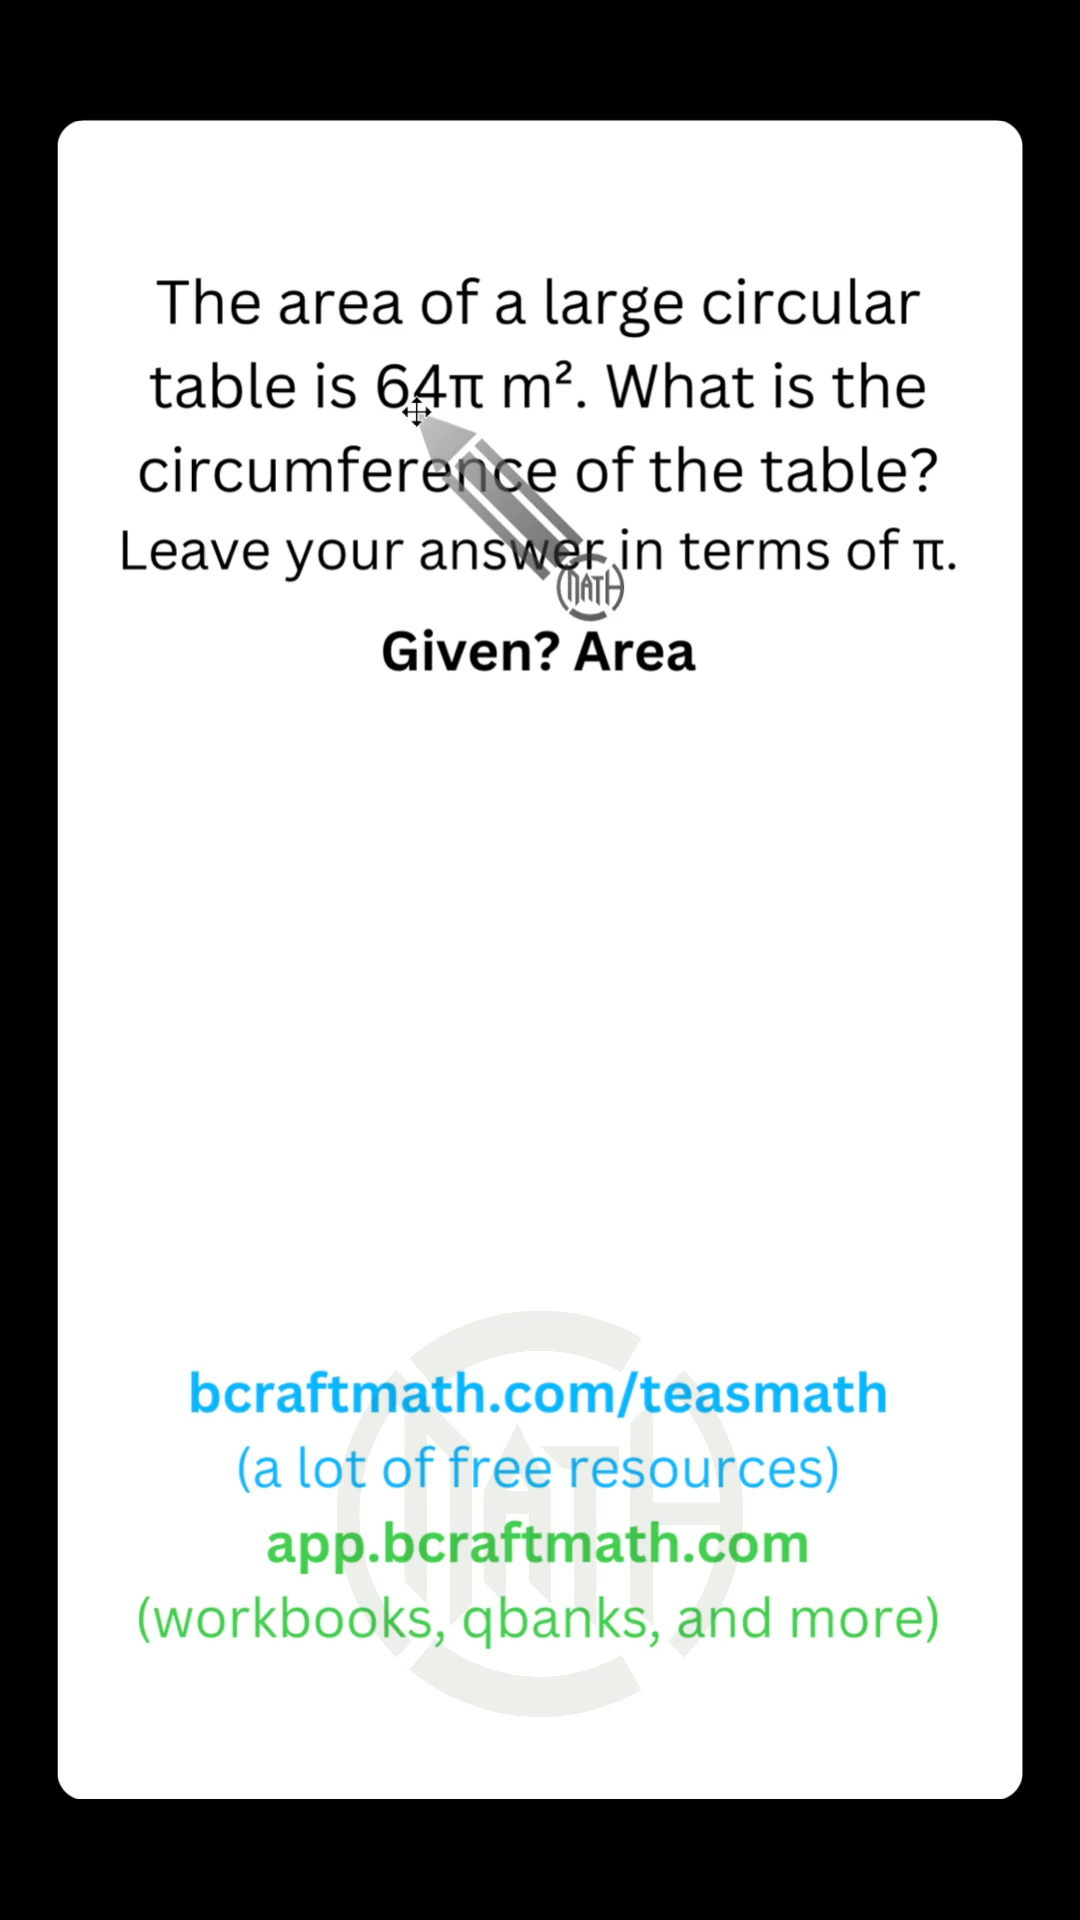 The area of a large circular
table is 64π m². What is the
circumference of the table?
Leave your answer in terms of π.
MATH
Given? Area
bcraftmath.com/teasmath
(a lot of free resources)
app.bcraftmath.com
(workbooks, qbanks, and more)
MATH